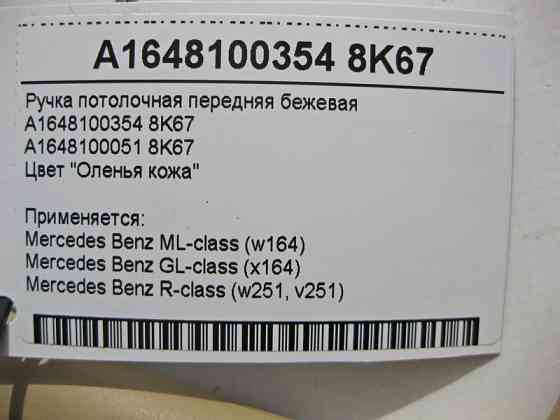 A1648100354 8K67
Ручка потолочная передняя бежевая
A1648100354 8K67
A1648100051 8K67
Цвет "Оленья кожа"
Применяется:
Mercedes Benz ML-class (w164)
Mercedes Benz GL-class (x164)
Mercedes Benz R-class (w251, v251)